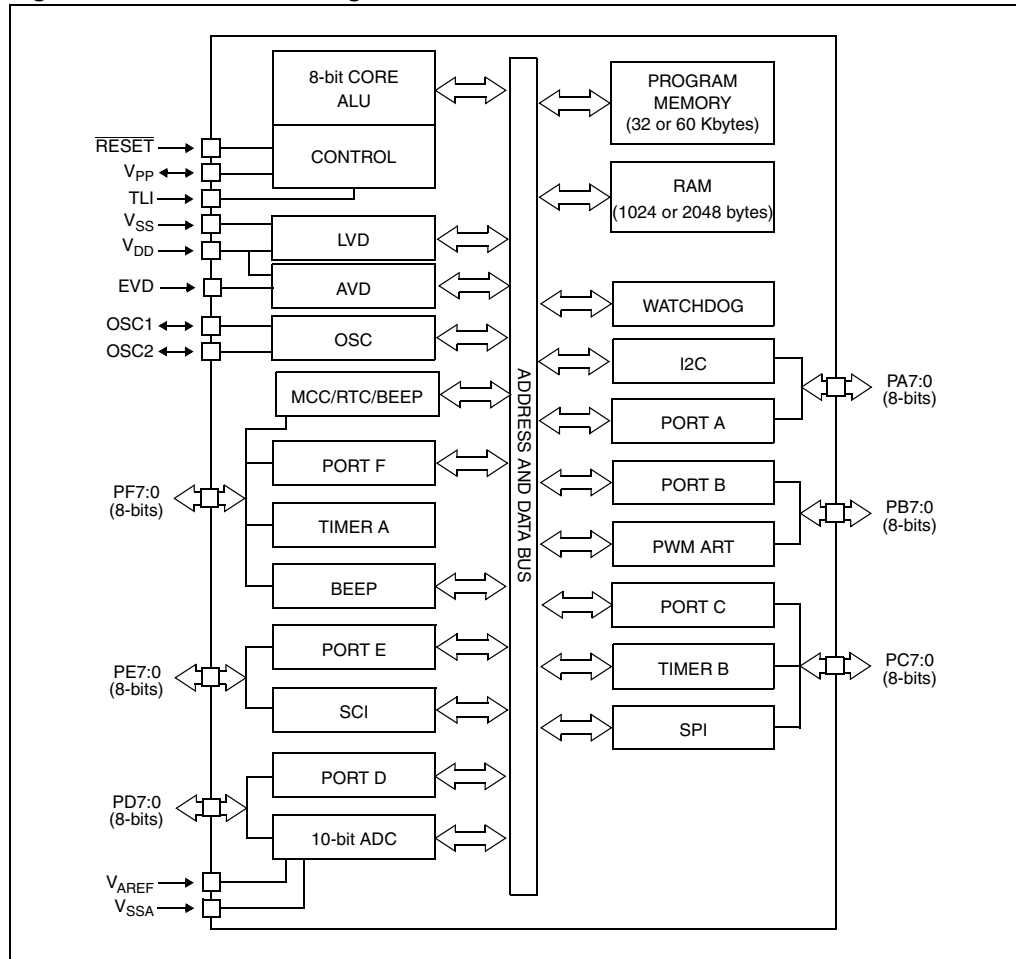 8-bit CORE
ALU
CONTROL
RESET
VPP
TLI
VSS
VDD
EVD
OSC1
OSC2
LVD
AVD
OSC
MCC/RTC/BEEP
PORT F
TIMER A
BEEP
PF7:0
(8-bits)
PORT E
SCI
PE7:0
(8-bits)
PORT D
10-bit ADC
PD7:0
(8-bits)
VAREF
VSSA
ADDRESS AND DATA BUS
PROGRAM
MEMORY
(32 or 60 Kbytes)
RAM
(1024 or 2048 bytes)
WATCHDOG
I2C
PORT A
PA7:0
(8-bits)
PORT B
PWM ART
PB7:0
(8-bits)
PORT C
TIMER B
SPI
PC7:0
(8-bits)